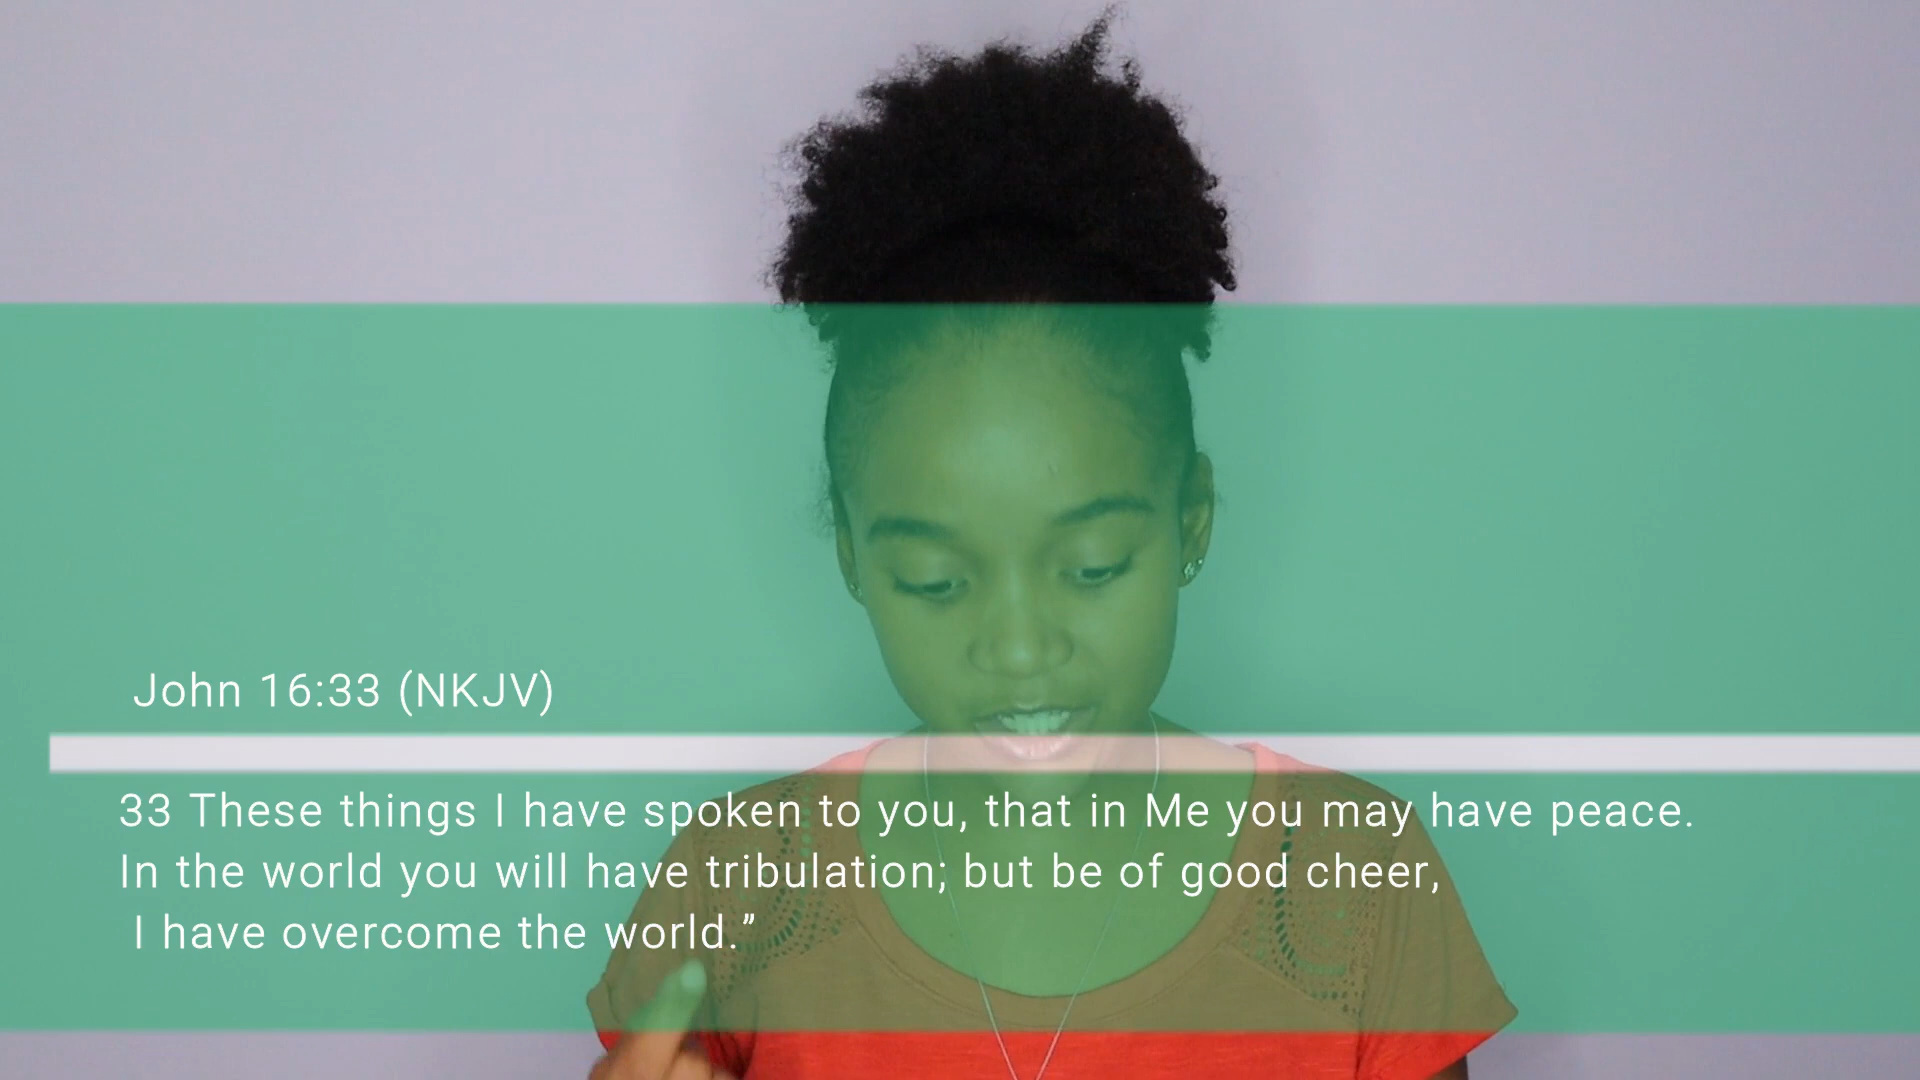 John 16:33 (NKJV)
33 These things I have spoken to you, that in Me you may have peace.
In the world you will have tribulation; but be of good cheer,
I have overcome the world.”